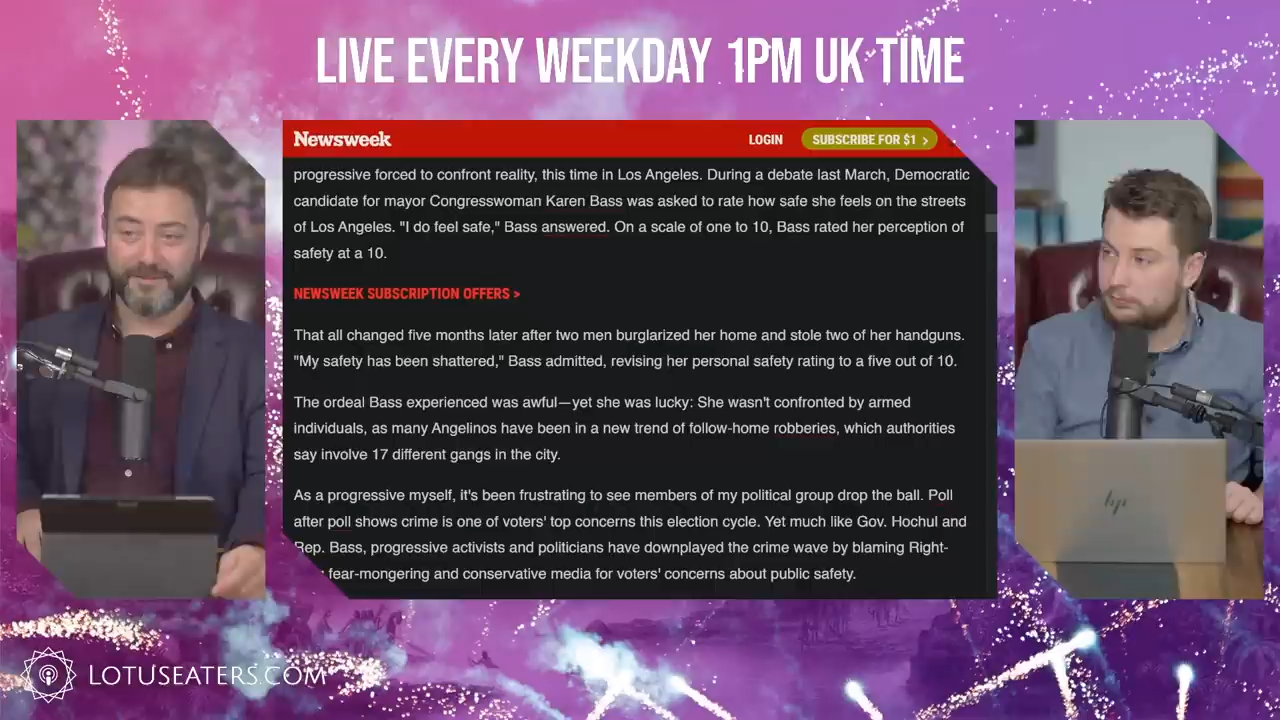 LIVE EVERY WEEKDAY 1PM UK TIME
Newsweek
LOGIN
SUBSCRIBE FOR $1 >
progressive forced to confront reality, this time in Los Angeles. During a debate last March, Democratic
candidate for mayor Congresswoman Karen Bass was asked to rate how safe she feels on the streets
of Los Angeles. "I do feel safe," Bass answered. On a scale of one to 10, Bass rated her perception of
safety at a 10.
NEWSWEEK SUBSCRIPTION OFFERS >
That all changed five months later after two men burglarized her home and stole two of her handguns.
"My safety has been shattered," Bass admitted, revising her personal safety rating to a five out of 10.
The ordeal Bass experienced was awful—yet she was lucky: She wasn't confronted by armed
individuals, as many Angelinos have been in a new trend of follow-home robberies, which authorities
say involve 17 different gangs in the city.
As a progressive myself, it's been frustrating to see members of my political group drop the ball. Poll
after poll shows crime is one of voters' top concerns this election cycle. Yet much like Gov. Hochul and
Rep. Bass, progressive activists and politicians have downplayed the crime wave by blaming Right-
fear-mongering and conservative media for voters' concerns about public safety.
hp
LOTUSEATERS.COM